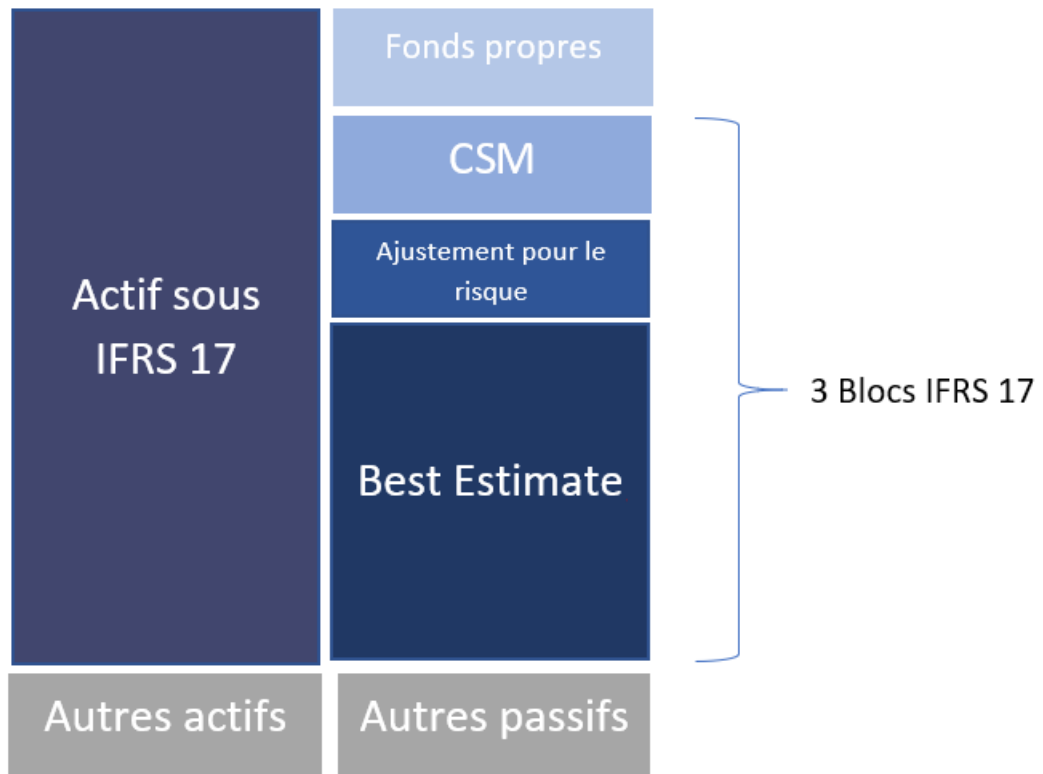 Fonds propres
CSM
Ajustement pour le
risque
Actif sous
IFRS 17
3 Blocs IFRS 17
Best Estimate
Autres actifs
Autres passifs